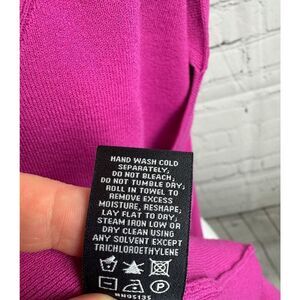 HAND WASH COLD
SEPARATELY,
DO NOT BLEACH,
DO NOT TUMBLE DRY,
ROLL IN TOWEL TO
REMOVE EXCESS
MOISTURE, RESHAPE,
LAY FLAT TO DRY,
STEAM IRON LOW OR
DRY CLEAN USING
ANY SOLVENT EXCEPT
TRICHLOROETHYLENE
P